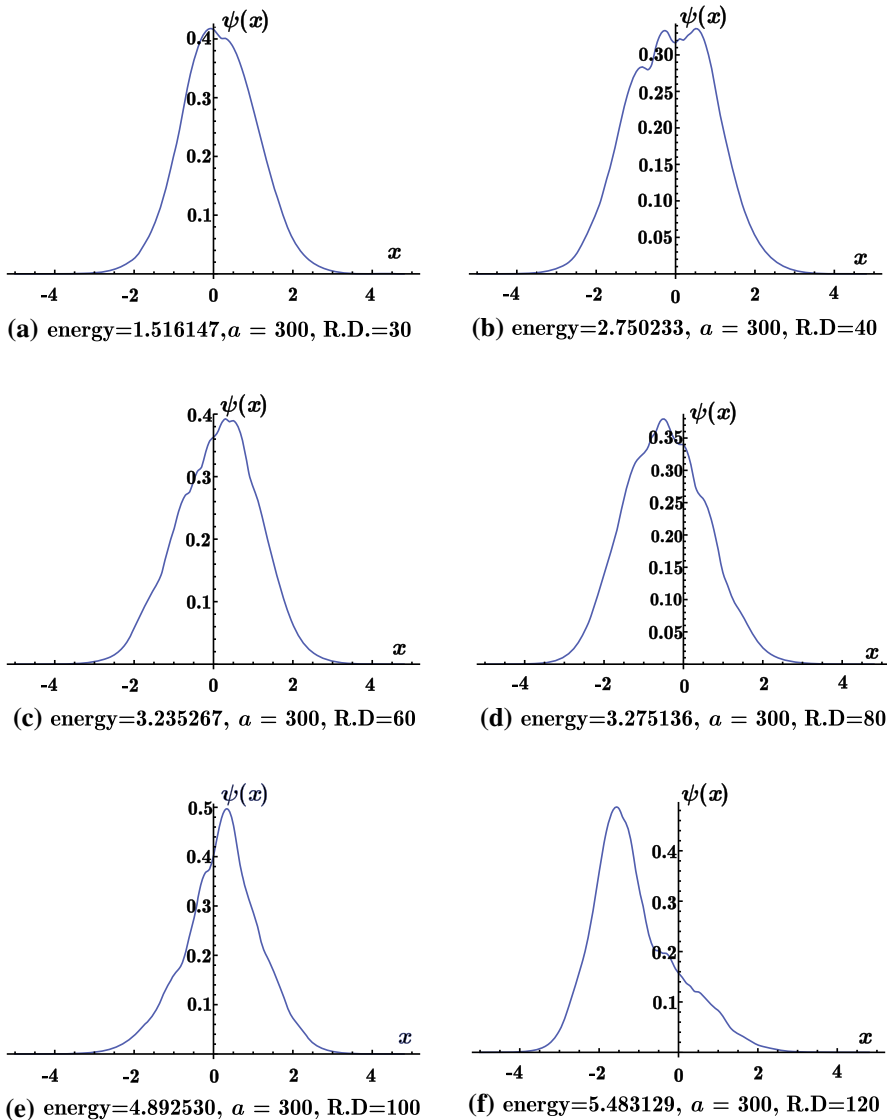 ψ(x)
0.4
0.3
0.2
0.1
x
-4 -2 0 2 4
(a) energy=1.516147,a = 300, R.D.=30
ψ(x)
0.30
0.25
0.20
0.15
0.10
0.05
x
-4 -2 0 2 4
(b) energy=2.750233, a = 300, R.D=40
ψ(x)
0.4
0.3
0.2
0.1
x
-4 -2 0 2 4
(c) energy=3.235267, a = 300, R.D=60
ψ(x)
0.35
0.30
0.25
0.20
0.15
0.10
0.05
x
-4 -2 0 2 4
(d) energy=3.275136, a = 300, R.D=80
ψ(x)
0.5
0.4
0.3
0.2
0.1
x
-4 -2 0 2 4
(e) energy=4.892530, a = 300, R.D=100
ψ(x)
0.4
0.3
0.2
0.1
x
-4 -2 0 2 4
(f) energy=5.483129, a = 300, R.D=120